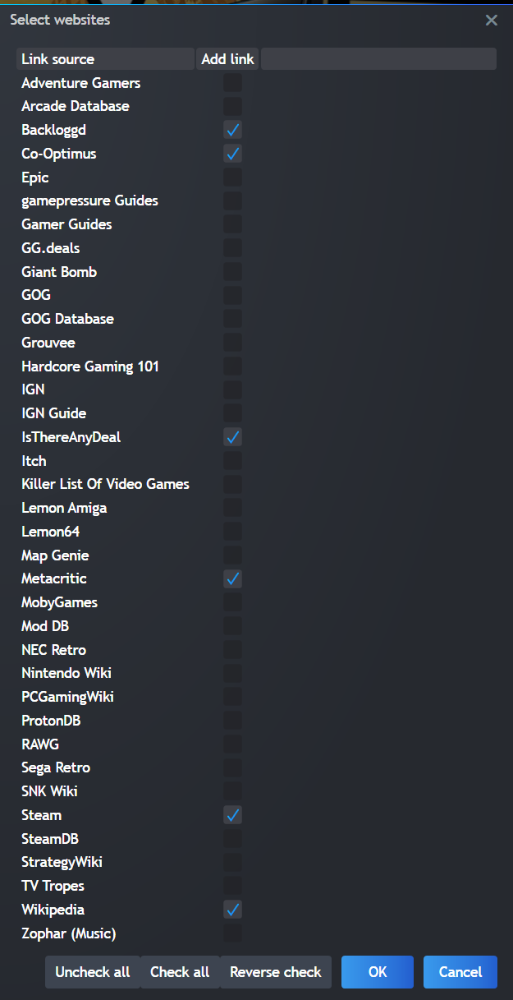 Select websites
Link source Add link
Adventure Gamers
Arcade Database
Backloggd
Co-Optimus
Epic
gamepressure Guides
Gamer Guides
GG.deals
Giant Bomb
GOG
GOG Database
Grouvee
Hardcore Gaming 101
IGN
IGN Guide
IsThereAnyDeal
Itch
Killer List Of Video Games
Lemon Amiga
Lemon64
Map Genie
Metacritic
MobyGames
Mod DB
NEC Retro
Nintendo Wiki
PCGamingWiki
ProtonDB
RAWG
Sega Retro
SNK Wiki
Steam
SteamDB
StrategyWiki
TV Tropes
Wikipedia
Zophar (Music)
Uncheck all Check all Reverse check OK Cancel